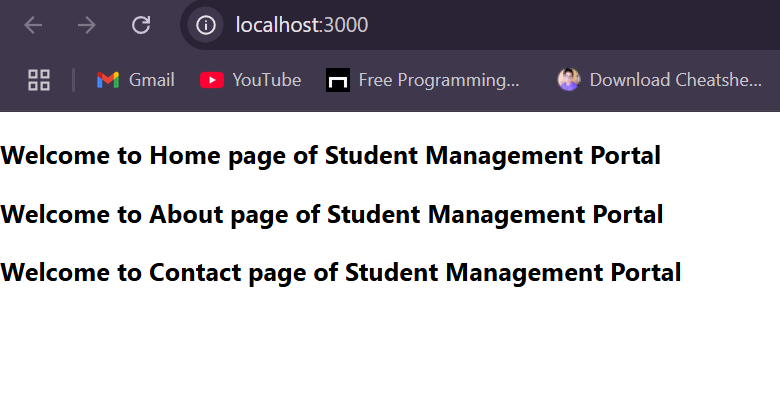 localhost:3000
Gmail YouTube Free Programming... Download Cheatshe...
Welcome to Home page of Student Management Portal
Welcome to About page of Student Management Portal
Welcome to Contact page of Student Management Portal